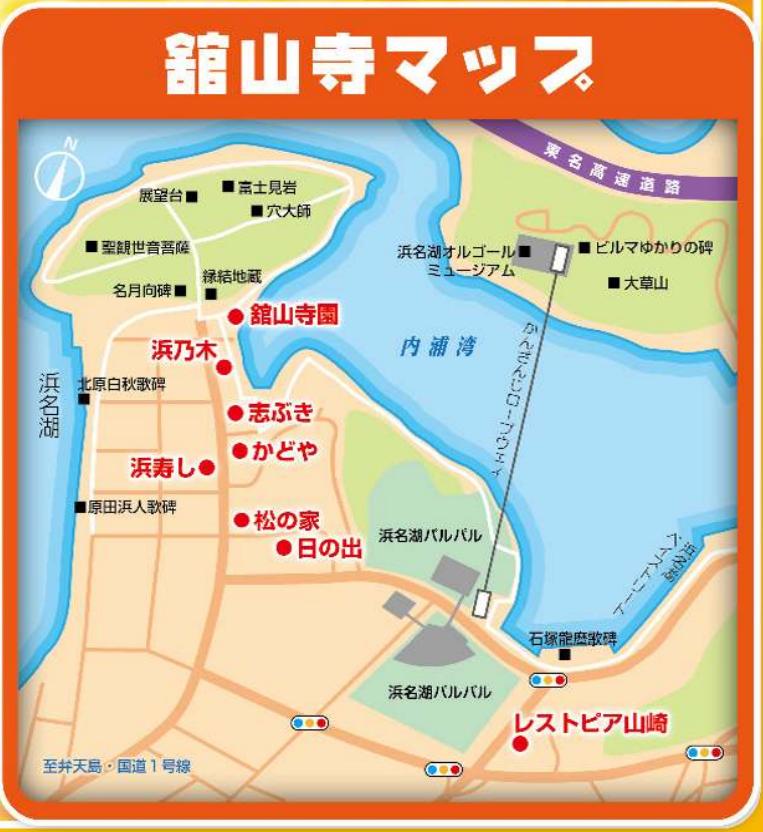 舘山寺マップ
東名高速道路
N
展望台
富士見岩
穴大師
聖観世音菩薩
浜名湖オルゴール
ミュージアム
ビルマゆかりの碑
大草山
名月向碑
縁結地蔵
舘山寺園
浜乃木
内浦湾
かんざんじロープウェイ
浜名湖
北原白秋歌碑
志ぶき
かどや
浜寿し
原田浜人歌碑
松の家
日の出
浜名湖パルパル
浜名湖
ベイストリート
石塚龍麿歌碑
浜名湖パルパル
レストピア山崎
至弁天島・国道1号線